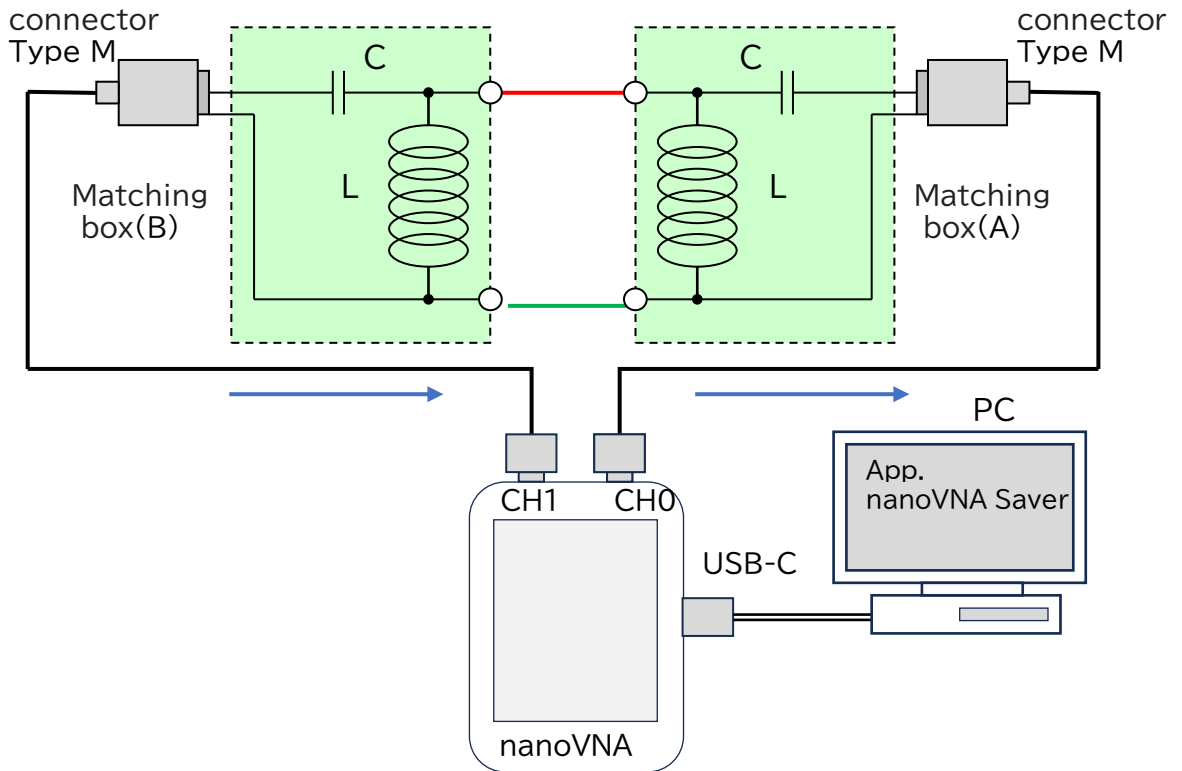 connector
Type M
C
L
Matching
box(B)
C
L
connector
Type M
Matching
box(A)
CH1
CH0
nanoVNA
USB-C
PC
App.
nanoVNA Saver